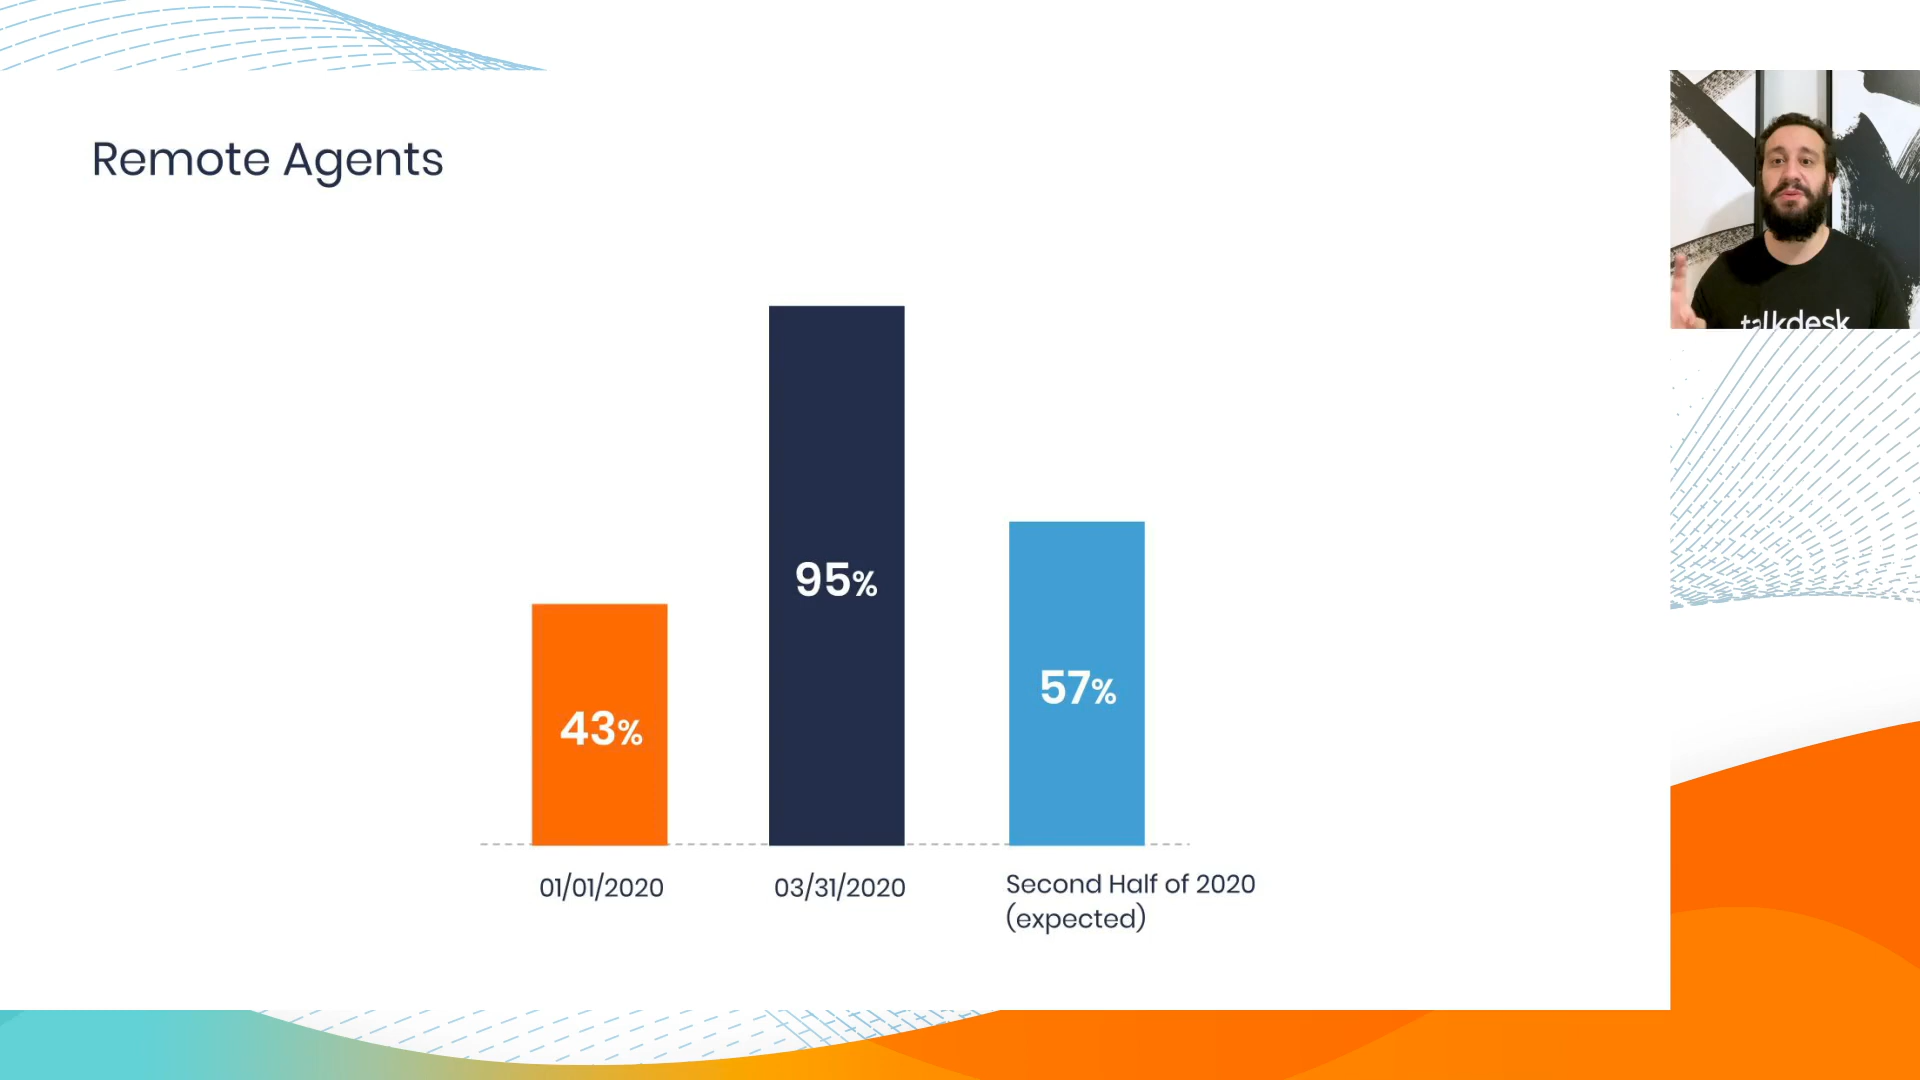 Remote Agents
talkdesk
95%
57%
43%
01/01/2020
03/31/2020
Second Half of 2020
(expected)